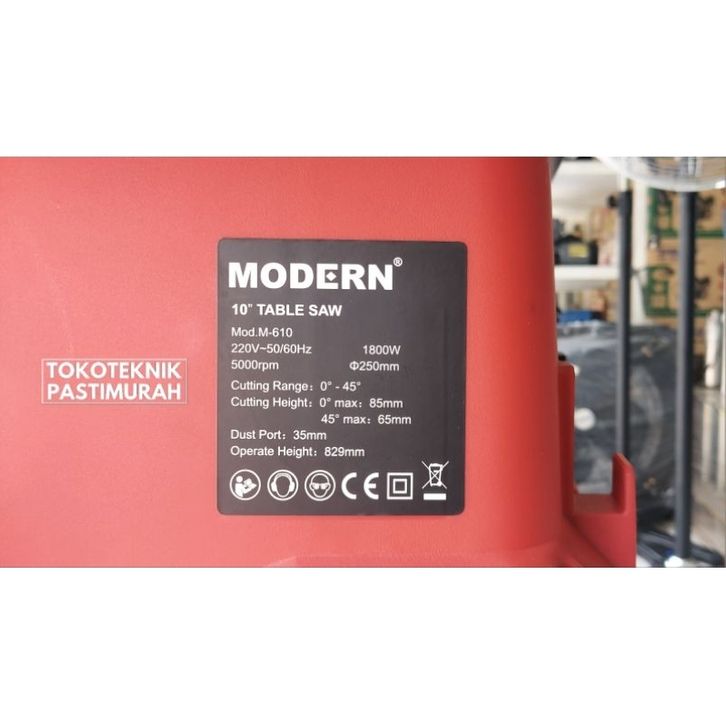 MODERN®
10" TABLE SAW
Mod.M-610
220V~50/60Hz 1800W
5000rpm Φ250mm
Cutting Range: 0° - 45°
Cutting Height: 0° max: 85mm
45° max: 65mm
Dust Port: 35mm
Operate Height: 829mm
CE
TOKOTEKNIK
PASTIMURAH